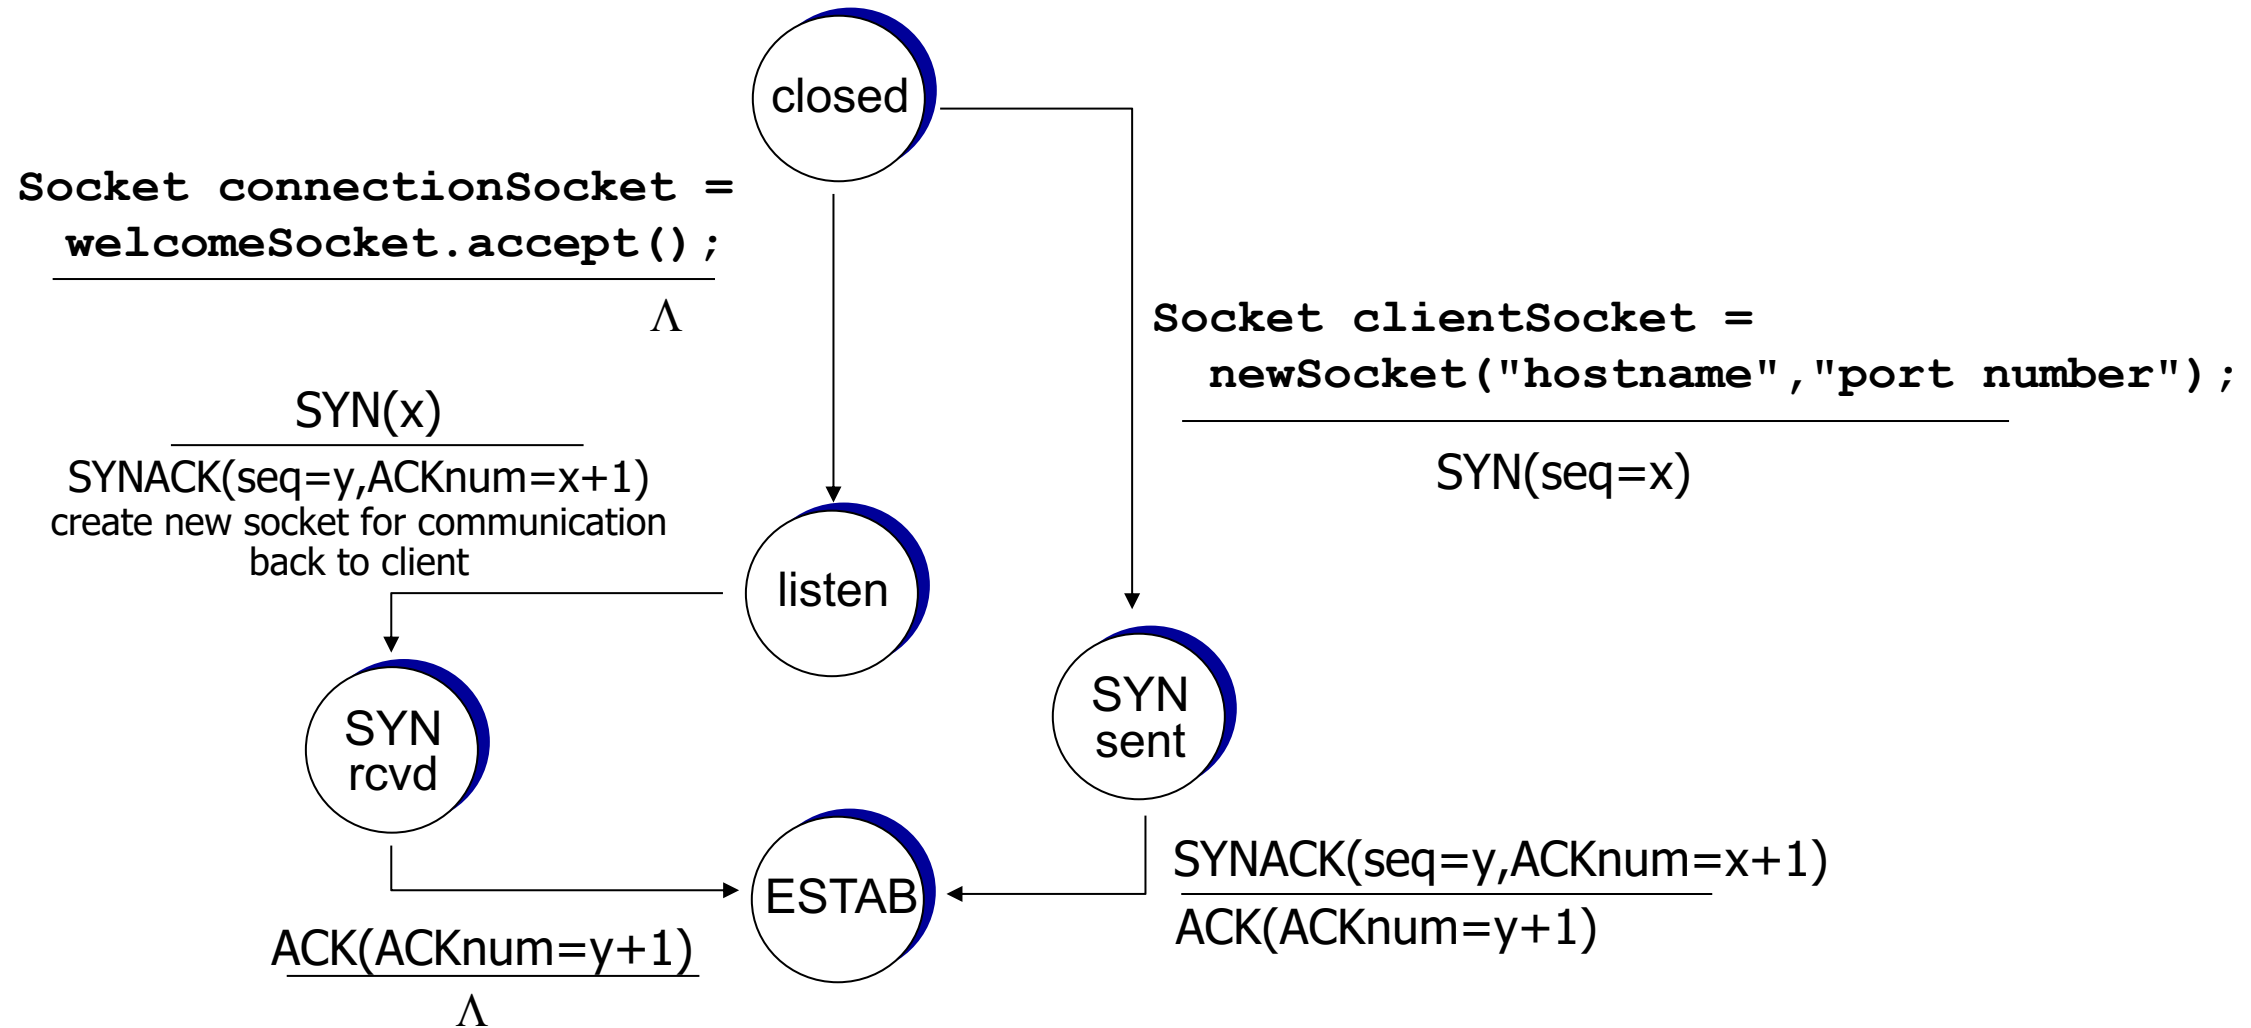 closed
Socket connectionSocket =
welcomeSocket.accept();
Λ
Socket clientSocket =
newSocket("hostname","port number");
SYN(seq=x)
SYN(x)
SYNACK(seq=y,ACKnum=x+1)
create new socket for communication
back to client
listen
SYN
rcvd
SYN
sent
ESTAB
SYNACK(seq=y,ACKnum=x+1)
ACK(ACKnum=y+1)
ACK(ACKnum=y+1)
Λ